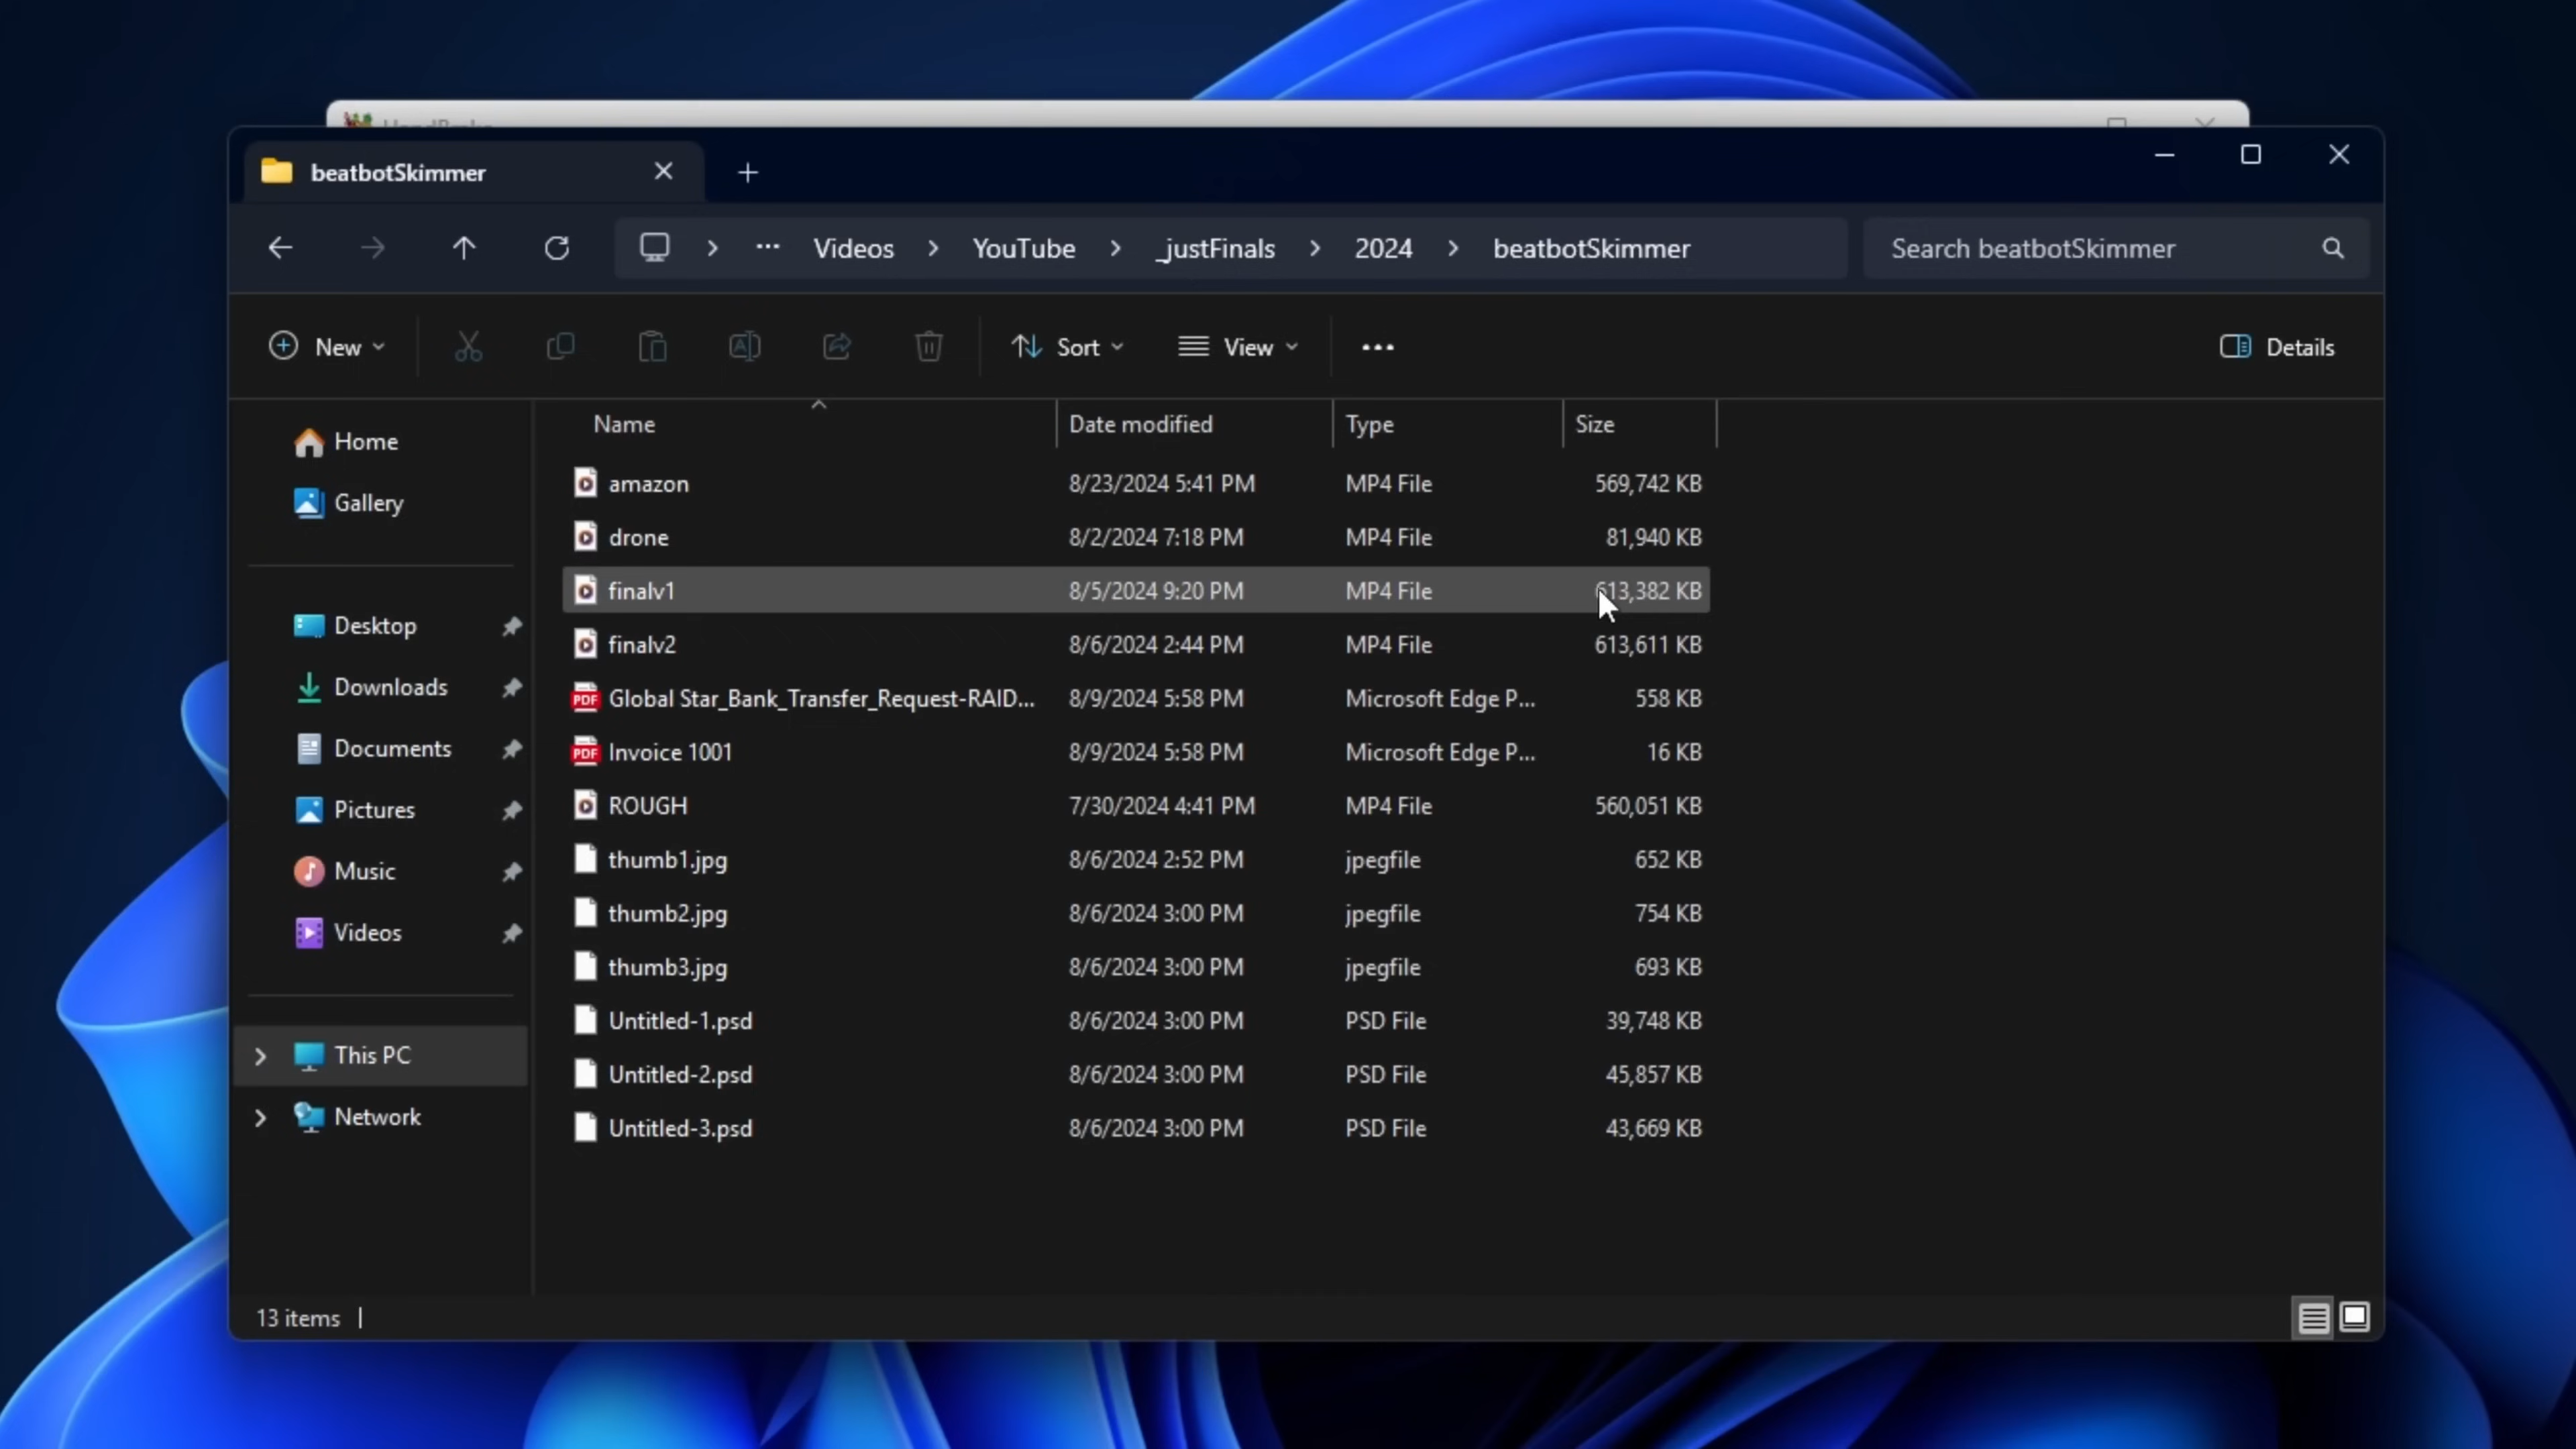 HandBrake
beatbotSkimmer
Videos YouTube _justFinals 2024 beatbotSkimmer Search beatbotSkimmer
New Sort View Details
Name Date modified Type Size
Home
Gallery
Desktop
Downloads
Documents
Pictures
Music
Videos
This PC
Network
amazon 8/23/2024 5:41 PM MP4 File 569,742 KB
drone 8/2/2024 7:18 PM MP4 File 81,940 KB
finalv1 8/5/2024 9:20 PM MP4 File 613,382 KB
finalv2 8/6/2024 2:44 PM MP4 File 613,611 KB
Global Star_Bank_Transfer_Request-RAID... 8/9/2024 5:58 PM Microsoft Edge P... 558 KB
Invoice 1001 8/9/2024 5:58 PM Microsoft Edge P... 16 KB
ROUGH 7/30/2024 4:41 PM MP4 File 560,051 KB
thumb1.jpg 8/6/2024 2:52 PM jpegfile 652 KB
thumb2.jpg 8/6/2024 3:00 PM jpegfile 754 KB
thumb3.jpg 8/6/2024 3:00 PM jpegfile 693 KB
Untitled-1.psd 8/6/2024 3:00 PM PSD File 39,748 KB
Untitled-2.psd 8/6/2024 3:00 PM PSD File 45,857 KB
Untitled-3.psd 8/6/2024 3:00 PM PSD File 43,669 KB
13 items